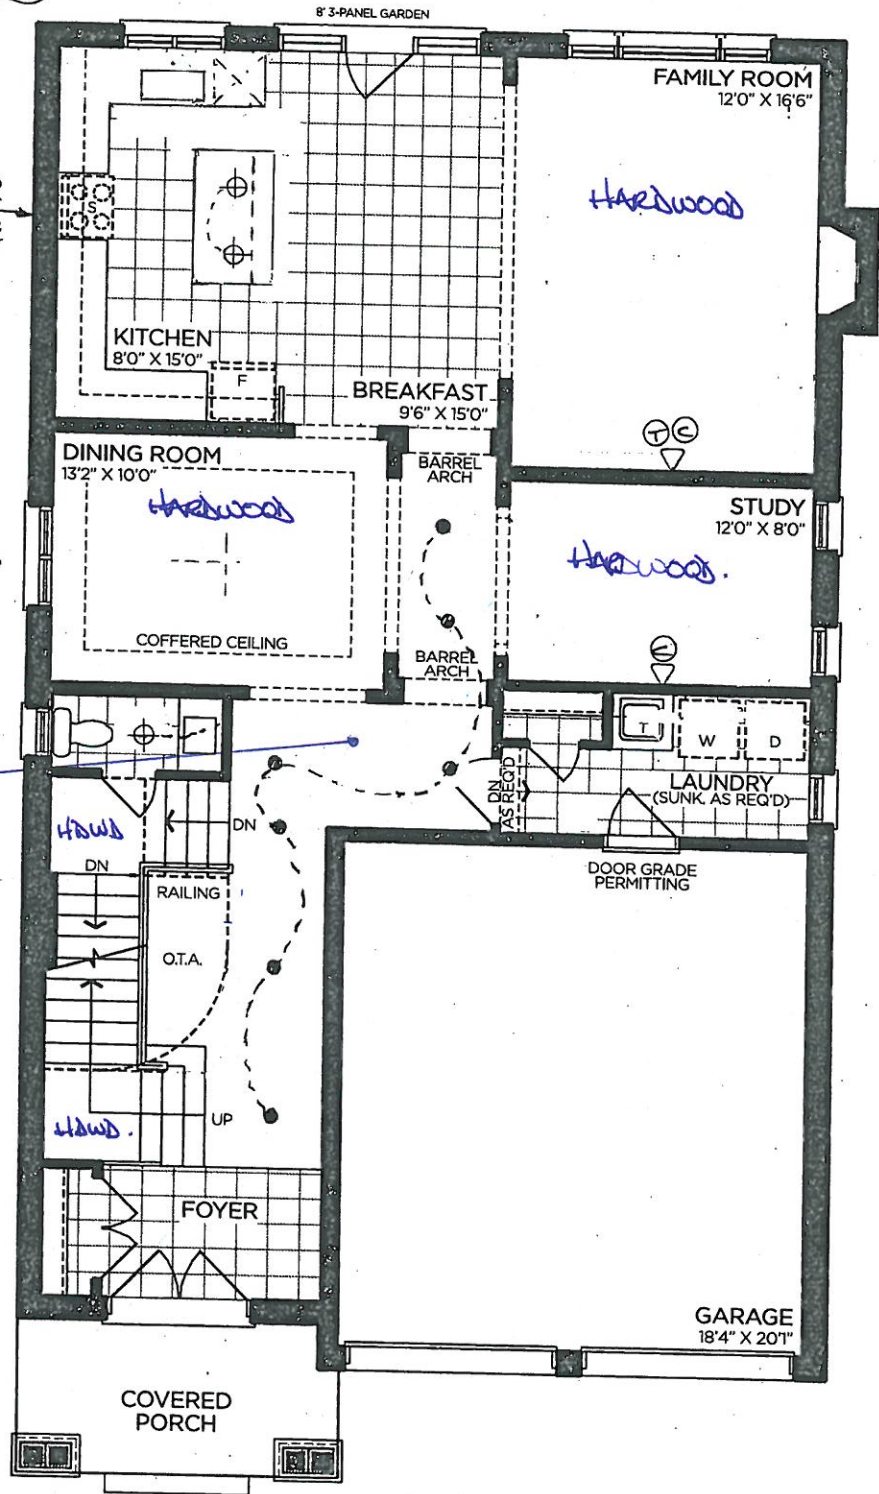 8' 3-PANEL GARDEN
FAMILY ROOM
12'0" X 16'6"
HARDWOOD
S
KITCHEN
8'0" X 15'0"
F
BREAKFAST
9'6" X 15'0"
T C
DINING ROOM
13'2" X 10'0"
HARDWOOD
COFFERED CEILING
BARREL
ARCH
BARREL
ARCH
STUDY
12'0" X 8'0"
HARDWOOD.
E
T
W
D
DN
AS REQ'D
LAUNDRY
(SUNK. AS REQ'D)
HDWD
DN
DN
RAILING
O.T.A.
DOOR GRADE
PERMITTING
UP
HDWD.
FOYER
GARAGE
18'4" X 20'1"
COVERED
PORCH